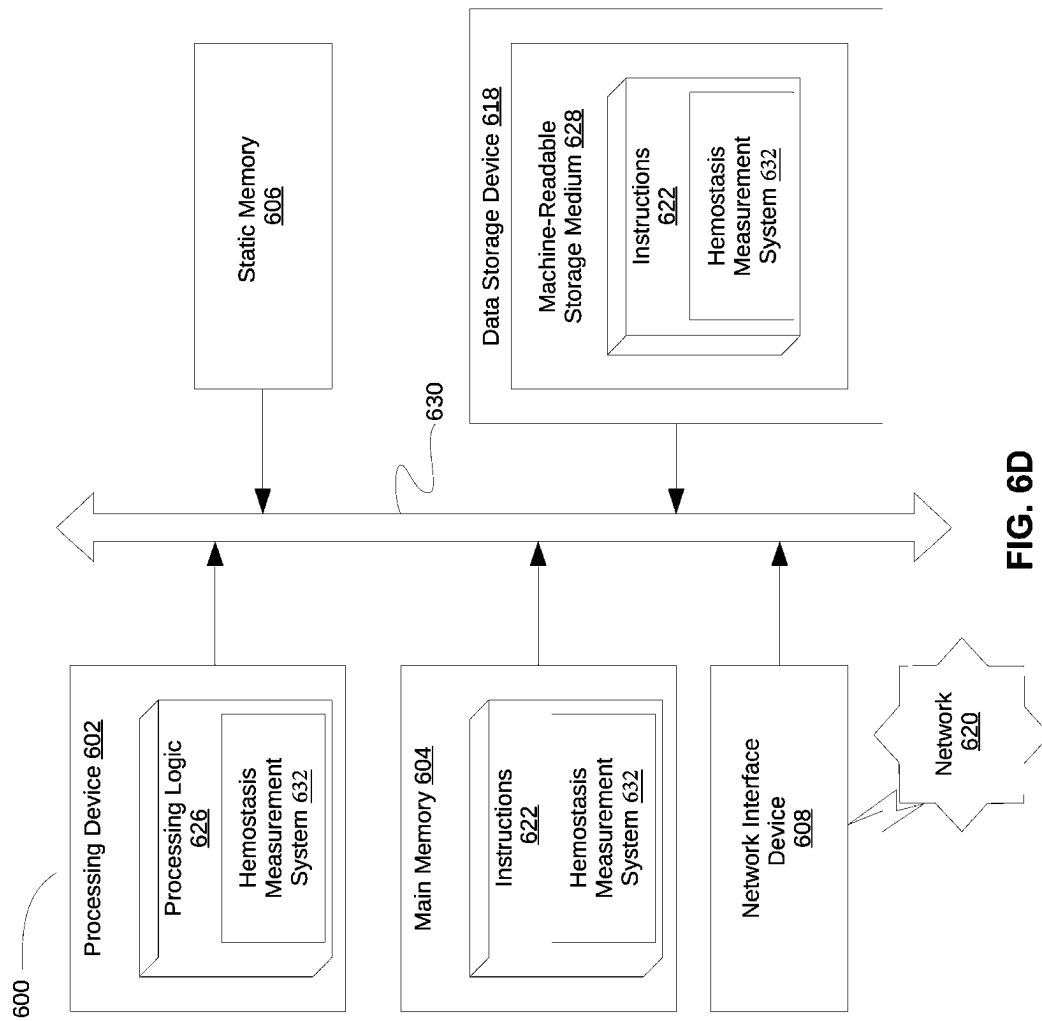 600
Processing Device 602
Processing Logic
626
Hemostasis
Measurement
System 632
Static Memory
606
630
Main Memory 604
Instructions
622
Hemostasis
Measurement
System 632
Data Storage Device 618
Machine-Readable
Storage Medium 628
Instructions
622
Hemostasis
Measurement
System 632
Network Interface
Device
608
Network
620
FIG. 6D